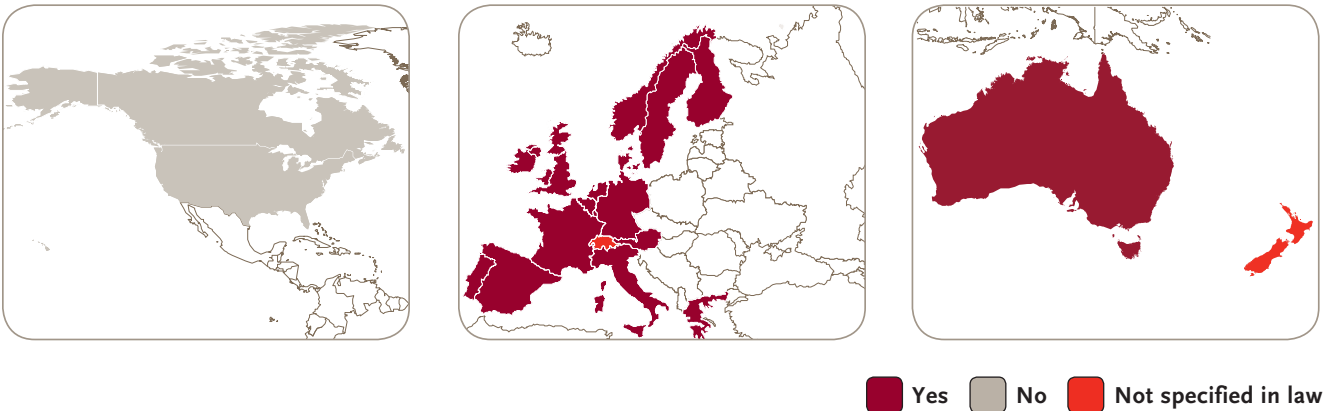 Yes No Not specified in law